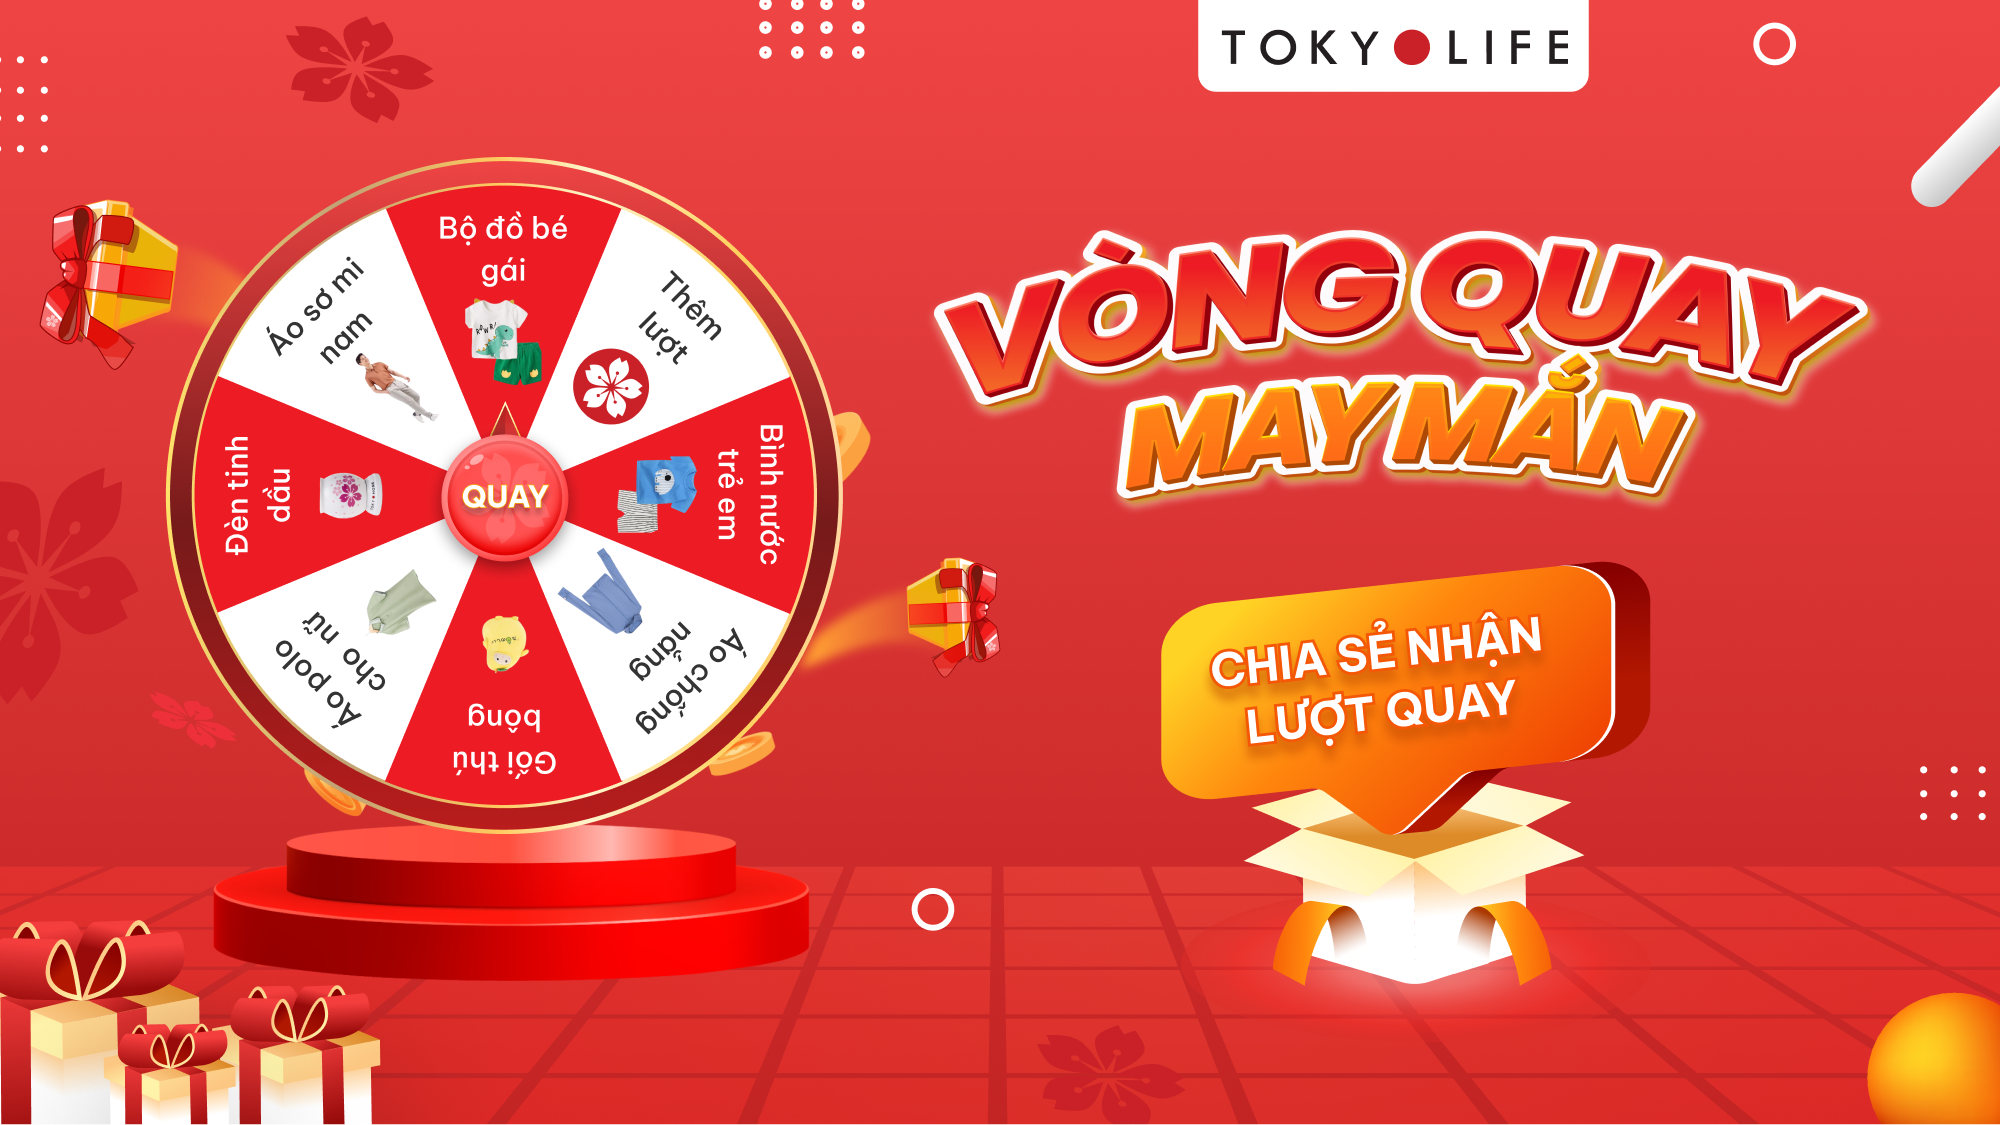 TOKYOLIFE
VÒNG QUAY
MAY MẮN
CHIA SẺ NHẬN
LƯỢT QUAY
Bộ đồ bé
gái
Thêm
lượt
Bình nước
trẻ em
Áo chống
nắng
Gối thú
bông
Áo polo
cho nữ
Đèn tinh
dầu
Áo sơ mi
nam
QUAY